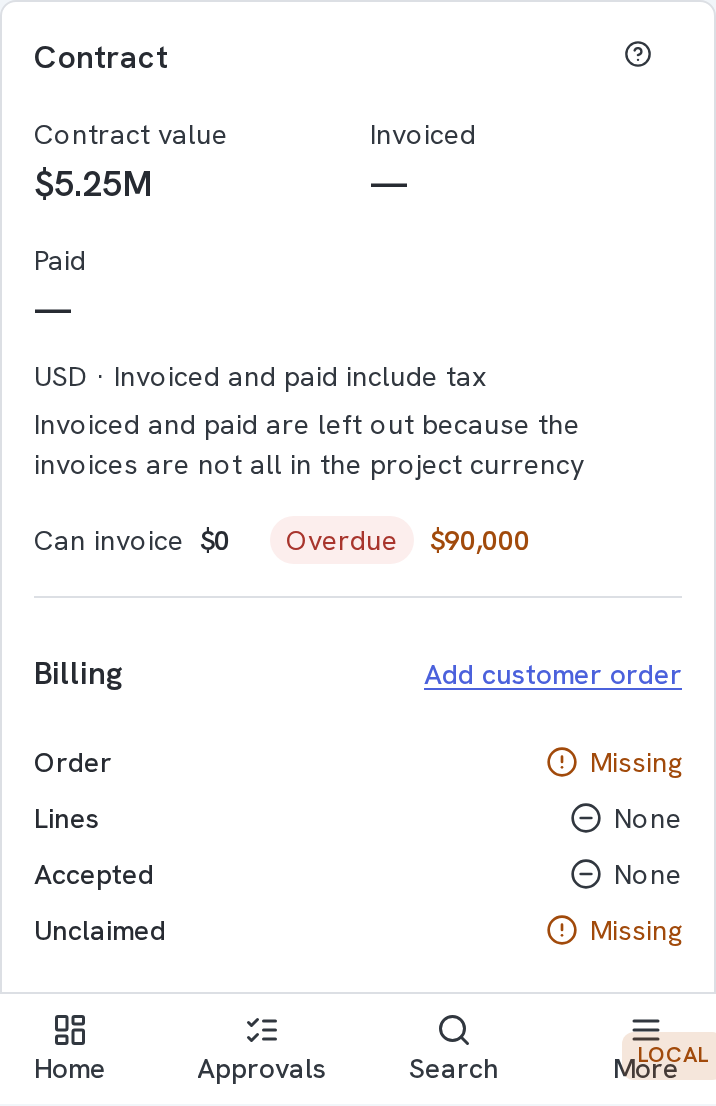 Contract
Contract value Invoiced
$5.25M —
Paid
—
USD · Invoiced and paid include tax
Invoiced and paid are left out because the
invoices are not all in the project currency
Can invoice $0 Overdue $90,000
Billing Add customer order
Order Missing
Lines None
Accepted None
Unclaimed Missing
Home Approvals Search More
LOCAL